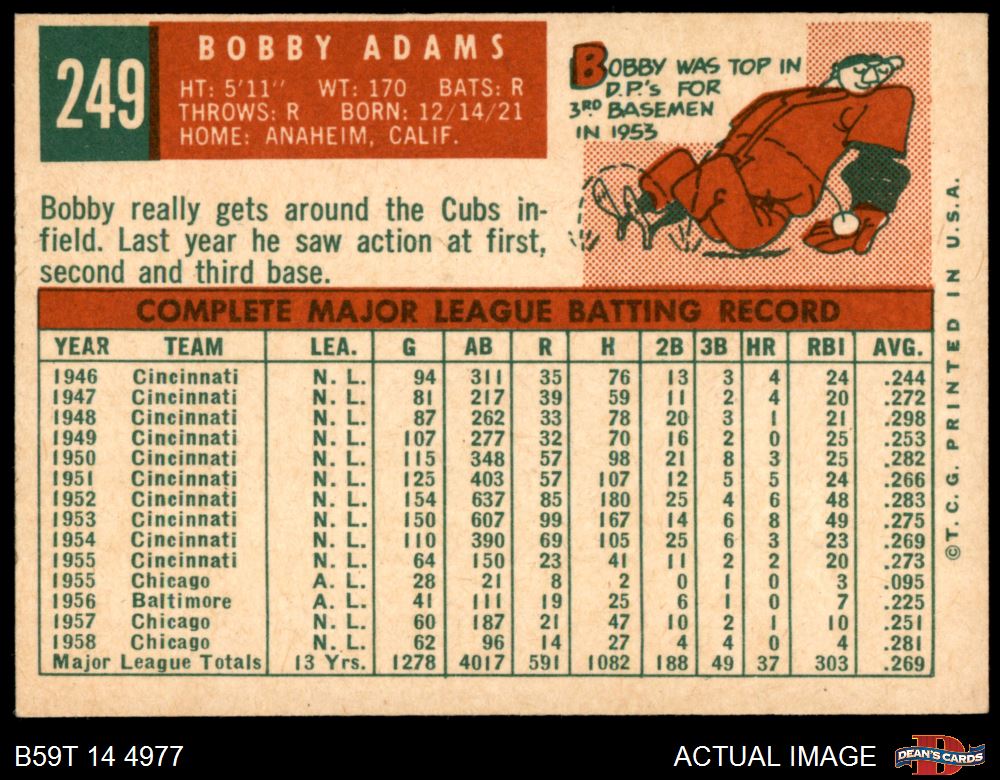 249
BOBBY ADAMS
HT: 5'11" WT: 170 BATS: R
THROWS: R BORN: 12/14/21
HOME: ANAHEIM, CALIF.
BOBBY WAS TOP IN
D.P.'s FOR
3RD BASEMEN
IN 1953
Bobby really gets around the Cubs in-
field. Last year he saw action at first,
second and third base.
COMPLETE MAJOR LEAGUE BATTING RECORD
YEAR TEAM LEA. G AB R H 2B 3B HR RBI AVG.
1946 Cincinnati N. L. 94 311 35 76 13 3 4 24 .244
1947 Cincinnati N. L. 81 217 39 59 11 2 4 20 .272
1948 Cincinnati N. L. 87 262 33 78 20 3 1 21 .298
1949 Cincinnati N. L. 107 277 32 70 16 2 0 25 .253
1950 Cincinnati N. L. 115 348 57 98 21 8 3 25 .282
1951 Cincinnati N. L. 125 403 57 107 12 5 5 24 .266
1952 Cincinnati N. L. 154 637 85 180 25 4 6 48 .283
1953 Cincinnati N. L. 150 607 99 167 14 6 8 49 .275
1954 Cincinnati N. L. 110 390 69 105 25 6 3 23 .269
1955 Cincinnati N. L. 64 150 23 41 11 2 2 20 .273
1955 Chicago A. L. 28 21 8 2 0 1 0 3 .095
1956 Baltimore A. L. 41 111 19 25 6 1 0 7 .225
1957 Chicago N. L. 60 187 21 47 10 2 1 10 .251
1958 Chicago N. L. 62 96 14 27 4 4 0 4 .281
Major League Totals 13 Yrs. 1278 4017 591 1082 188 49 37 303 .269
©T. C. G. PRINTED IN U.S.A.
B59T 14 4977
ACTUAL IMAGE
DEAN'S CARDS